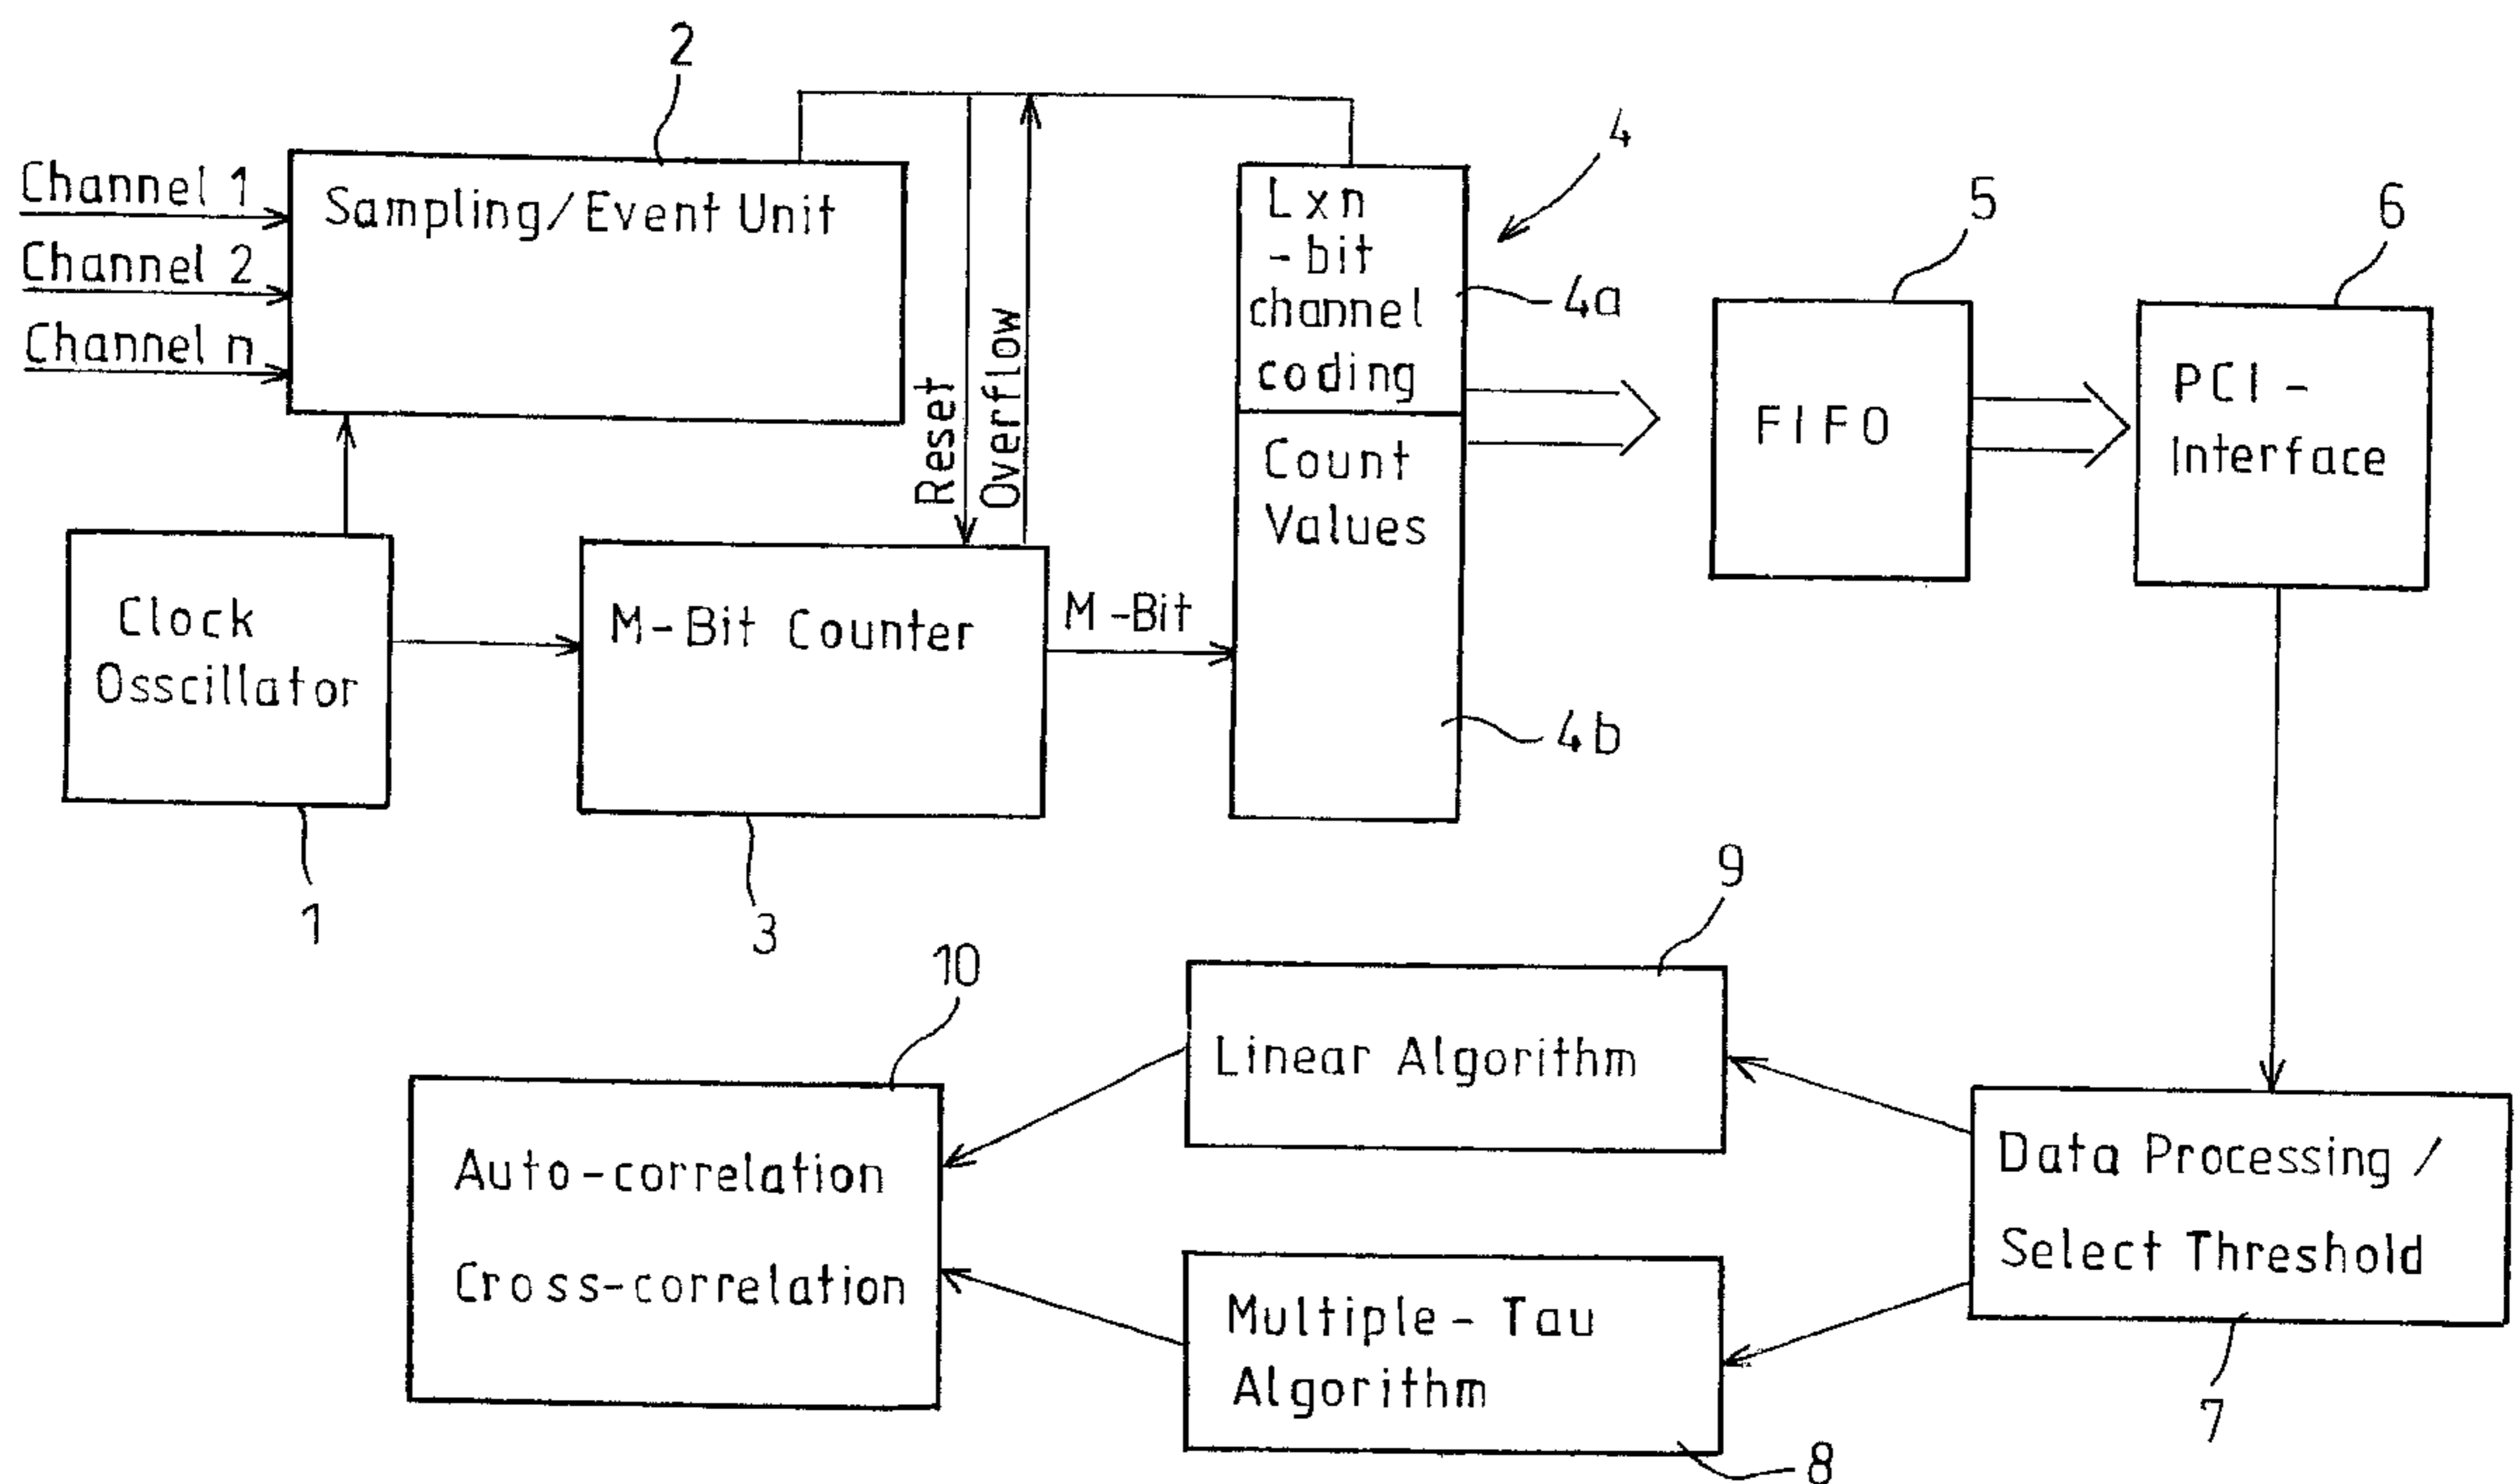 2
Channel 1
Channel 2
Channel n
Sampling/Event Unit
Reset
Overflow
Lxn
-bit
channel
coding
4
4a
Count
Values
4b
5
FIFO
6
PCI-
Interface
Clock
Osscillator
1
M-Bit Counter
3
M-Bit
9
Linear Algorithm
10
Auto-correlation
Cross-correlation
Multiple-Tau
Algorithm
8
Data Processing /
Select Threshold
7